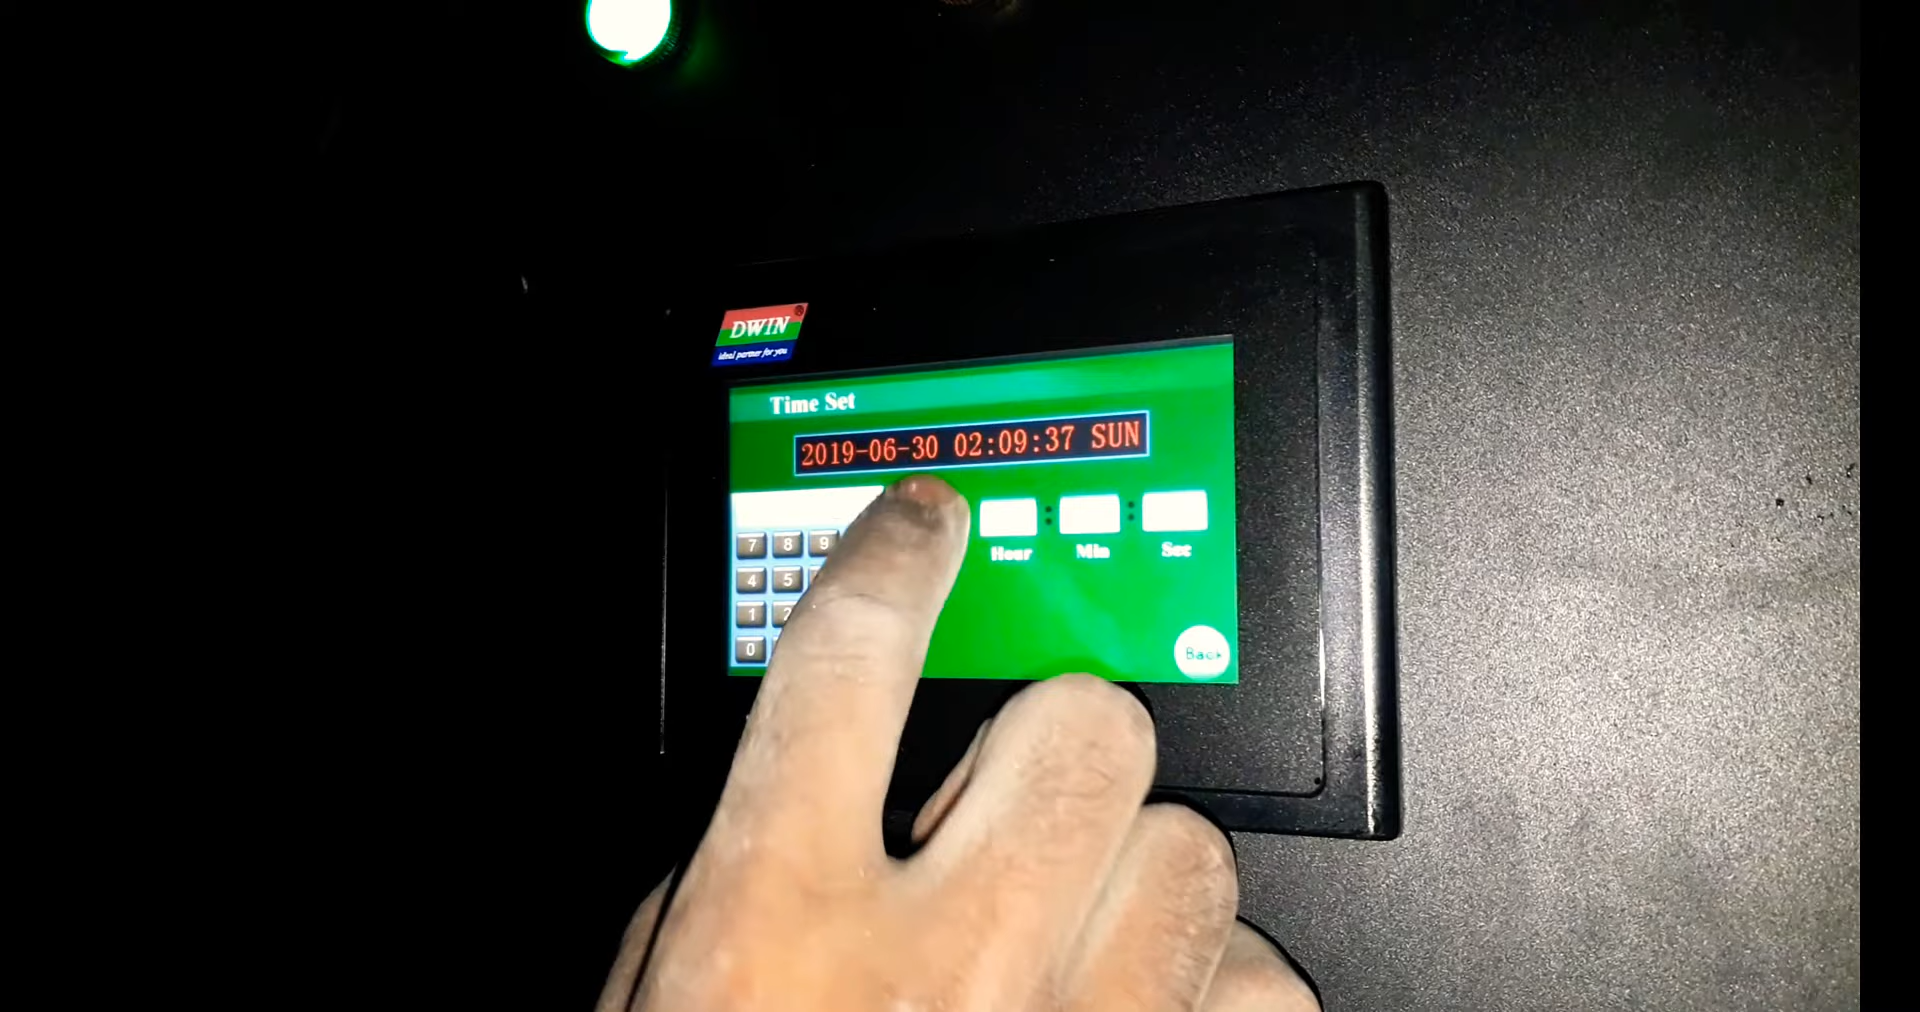 DWIN
ideal partner for you
Time Set
2019-06-30 02:09:37 SUN
: :
Hour Min Sec
7 8 9
4 5
1 2
0
Back